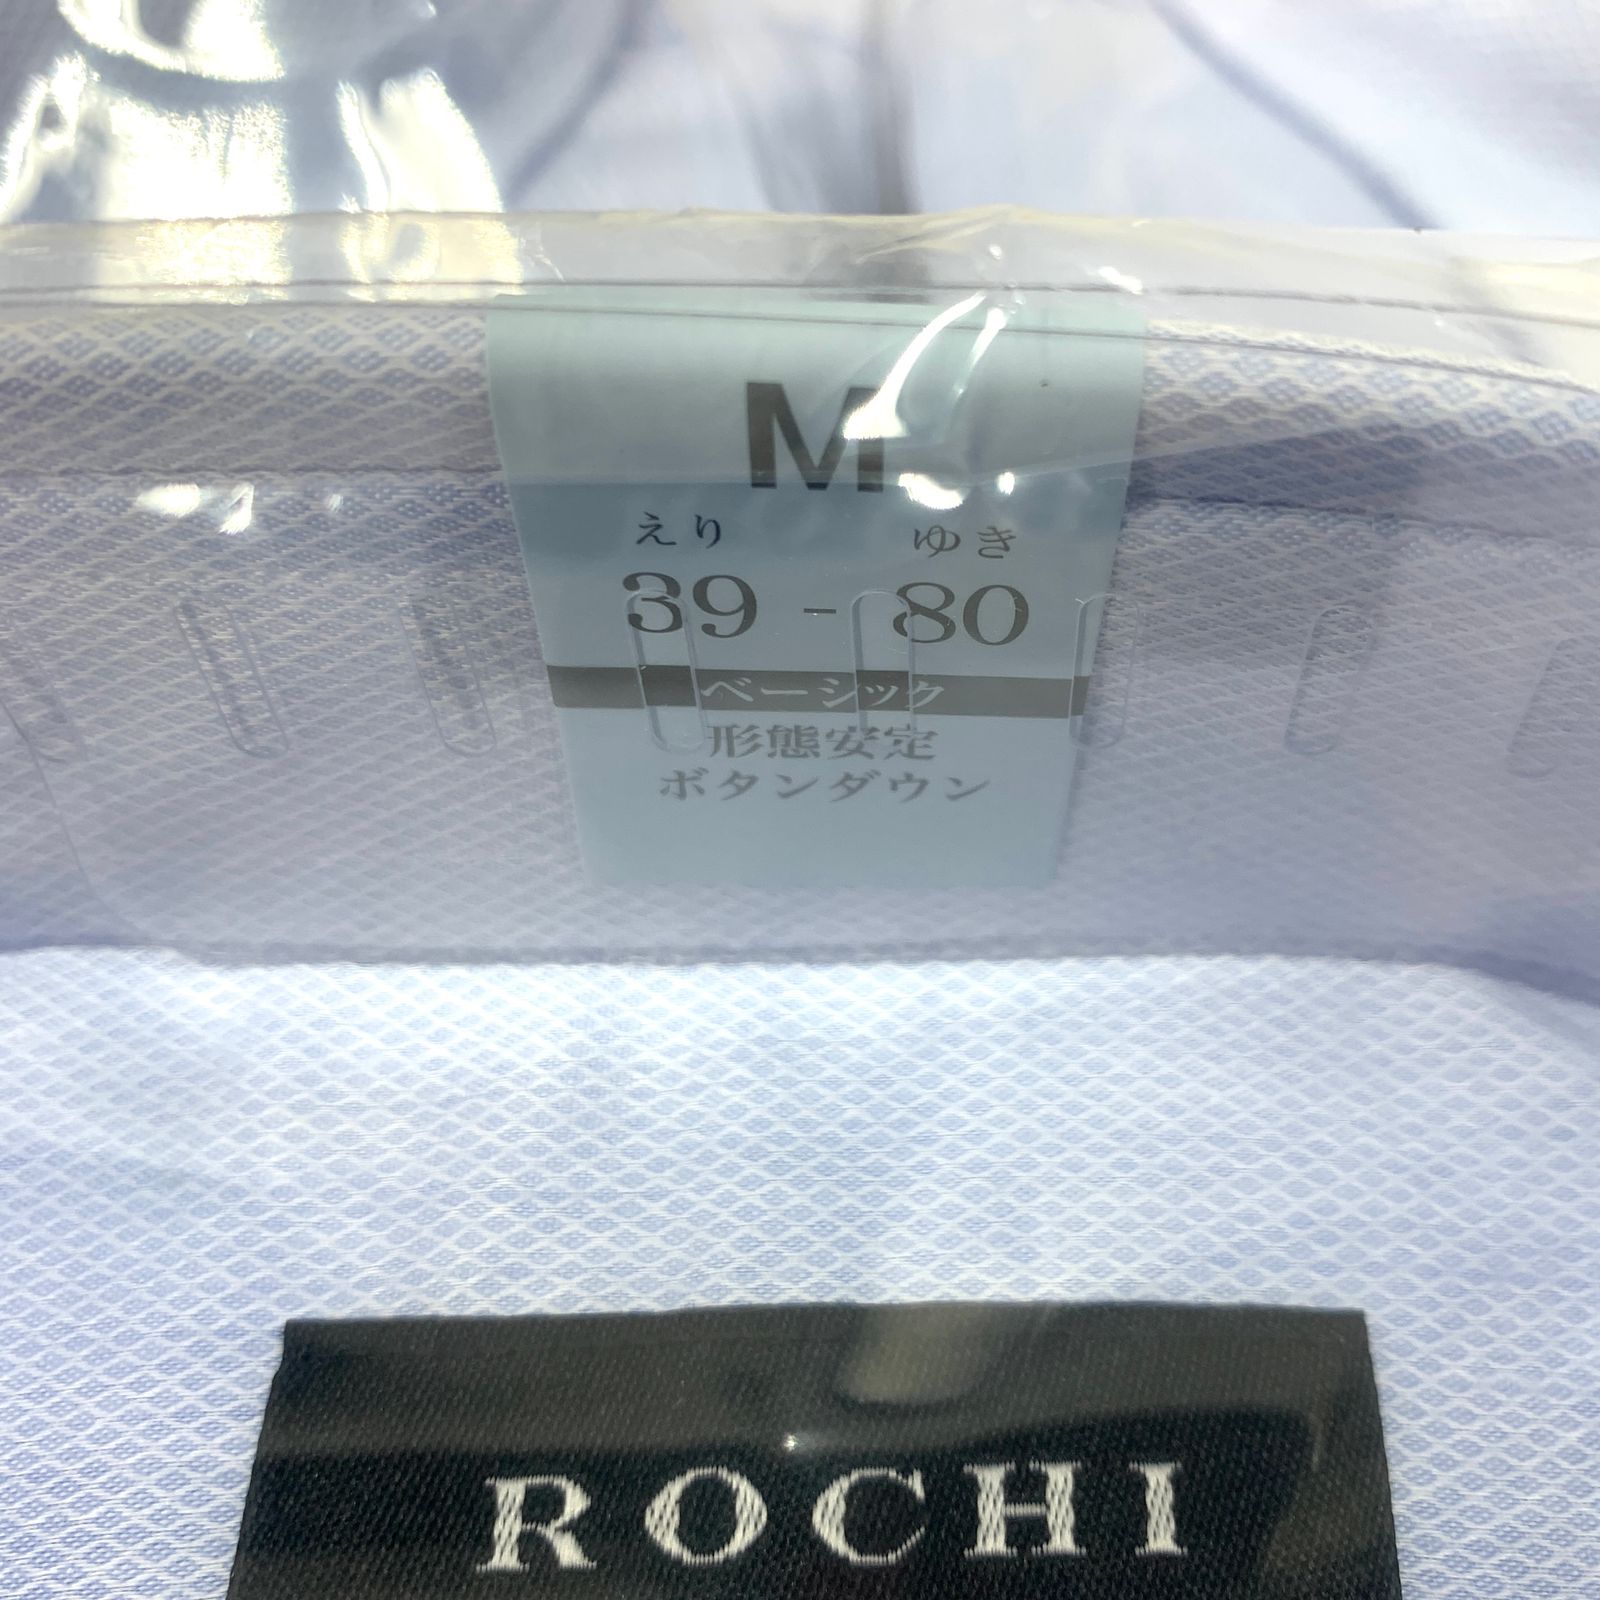 M
えり ゆき
39 - 80
ベーシック
形態安定
ボタンダウン
ROCHI